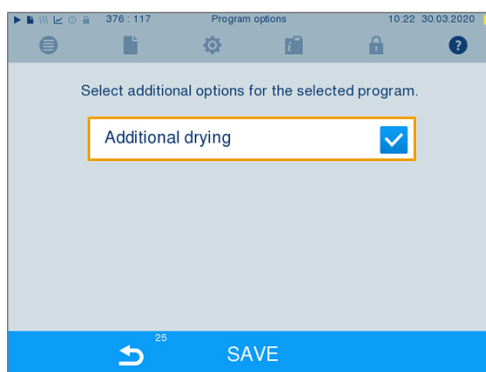 376 : 117 Program options 10:22 30.03.2020
Select additional options for the selected program.
Additional drying
25
SAVE